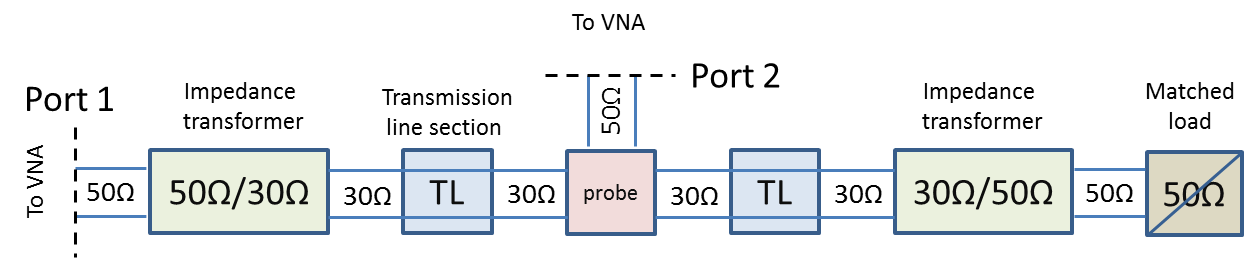 To VNA
Port 2
Port 1
Impedance
transformer
Transmission
line section
50Ω
Impedance
transformer
Matched
load
To VNA
50Ω
50Ω/30Ω
30Ω
TL
30Ω
probe
30Ω
TL
30Ω
30Ω/50Ω
50Ω
50Ω